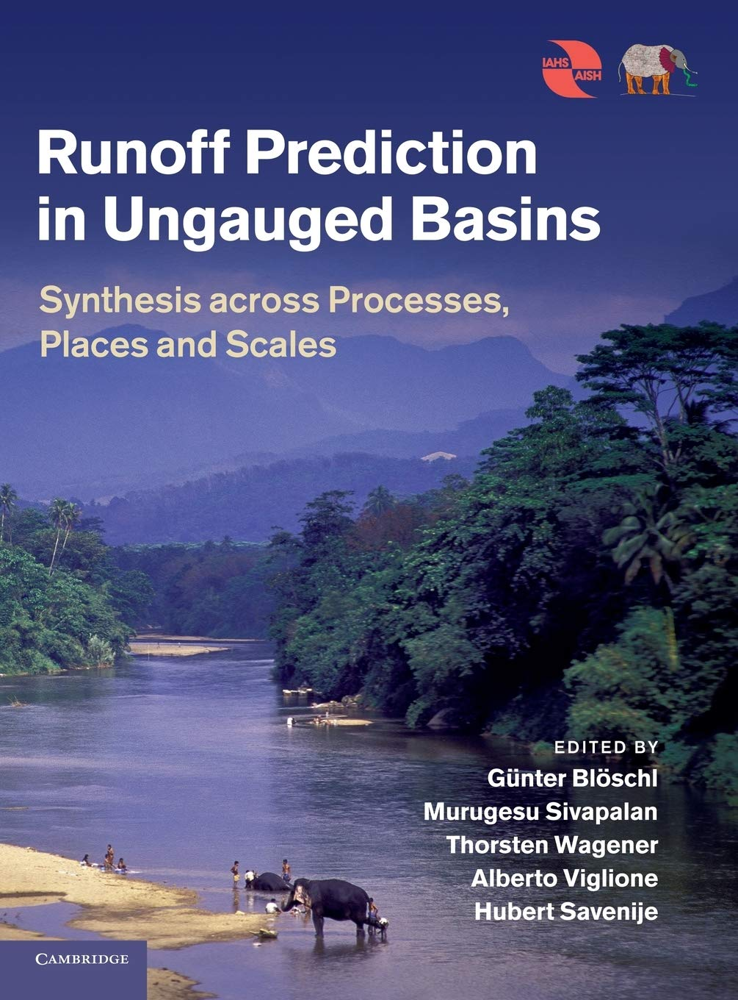 IAHS
AISH
Runoff Prediction
in Ungauged Basins
Synthesis across Processes,
Places and Scales
EDITED BY
Günter Blöschl
Murugesu Sivapalan
Thorsten Wagener
Alberto Viglione
Hubert Savenije
CAMBRIDGE